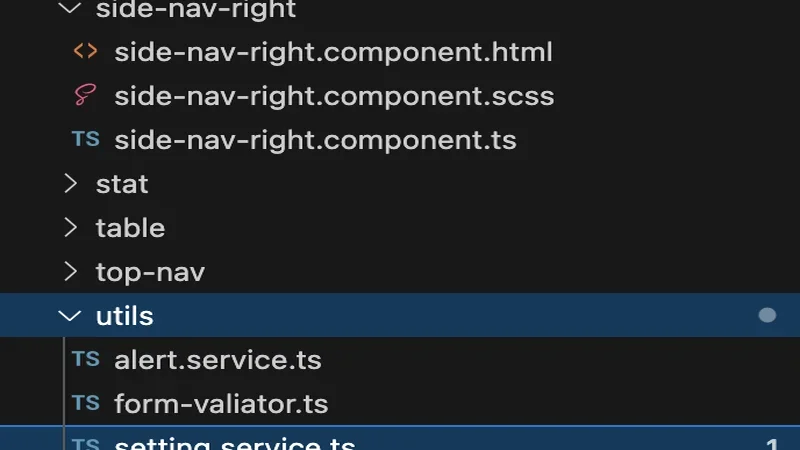 side-nav-right
<> side-nav-right.component.html
side-nav-right.component.scss
TS side-nav-right.component.ts
stat
table
top-nav
utils
TS alert.service.ts
TS form-valiator.ts
TS setting.service.ts 1